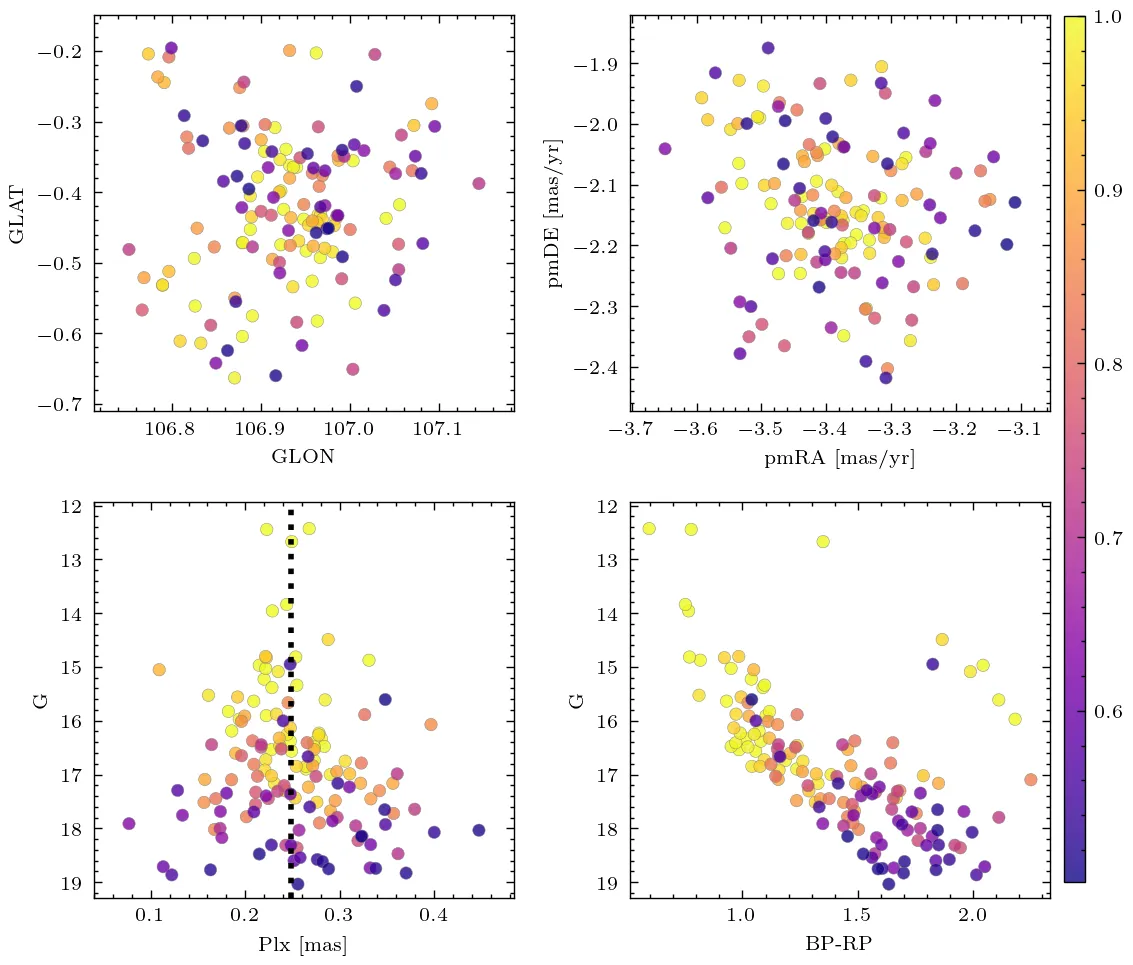 −0.2
−0.3
−0.4
−0.5
−0.6
−0.7
GLAT
106.8 106.9 107.0 107.1
GLON
−1.9
−2.0
−2.1
−2.2
−2.3
−2.4
pmDE [mas/yr]
−3.7 −3.6 −3.5 −3.4 −3.3 −3.2 −3.1
pmRA [mas/yr]
12
13
14
15
16
17
18
19
G
0.1 0.2 0.3 0.4
Plx [mas]
12
13
14
15
16
17
18
19
G
1.0 1.5 2.0
BP-RP
1.0
0.9
0.8
0.7
0.6